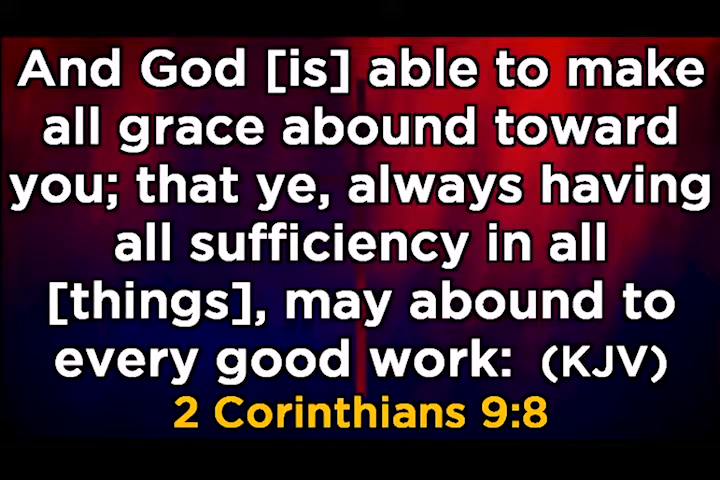 And God [is] able to make
all grace abound toward
you; that ye, always having
all sufficiency in all
[things], may abound to
every good work: (KJV)
2 Corinthians 9:8